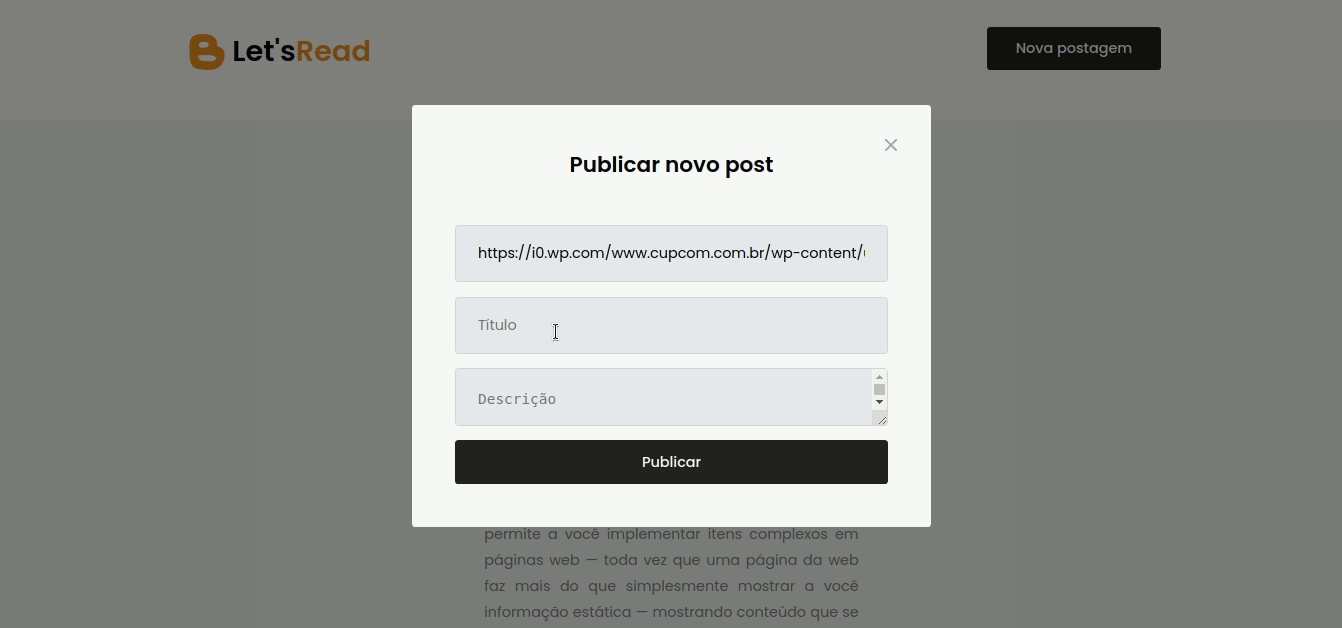 Let'sRead
Nova postagem
Publicar novo post
https://i0.wp.com/www.cupcom.com.br/wp-content/
Título
Descrição
Publicar
permite a você implementar itens complexos em
páginas web — toda vez que uma página da web
faz mais do que simplesmente mostrar a você
informação estática — mostrando conteúdo que se